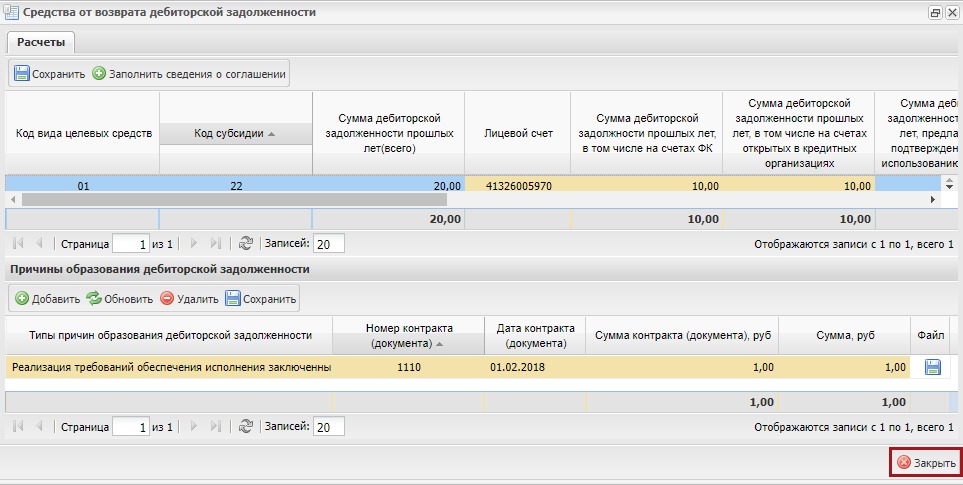 Средства от возврата дебиторской задолженности
Расчеты
Сохранить Заполнить сведения о соглашении
Код вида целевых средств
Код субсидии
Сумма дебиторской
задолженности прошлых
лет(всего)
Лицевой счет
Сумма дебиторской
задолжности прошлых лет,
в том числе на счетах ФК
Сумма дебиторской
задолженности прошлых
лет, в том числе на счетах
открытых в кредитных
организациях
Сумма деби
задолженност
лет, предла
подтвержден
использованию
01 22 20,00 41326005970 10,00 10,00
20,00 10,00 10,00
Страница 1 из 1 Записей: 20 Отображаются записи с 1 по 1, всего 1
Причины образования дебиторской задолженности
Добавить Обновить Удалить Сохранить
Типы причин образования дебиторской задолженности
Номер контракта
(документа)
Дата контракта
(документа)
Сумма контракта (документа), руб
Сумма, руб
Файл
Реализация требований обеспечения исполнения заключенны 1110 01.02.2018 1,00 1,00
1,00 1,00
Страница 1 из 1 Записей: 20 Отображаются записи с 1 по 1, всего 1
Закрыть